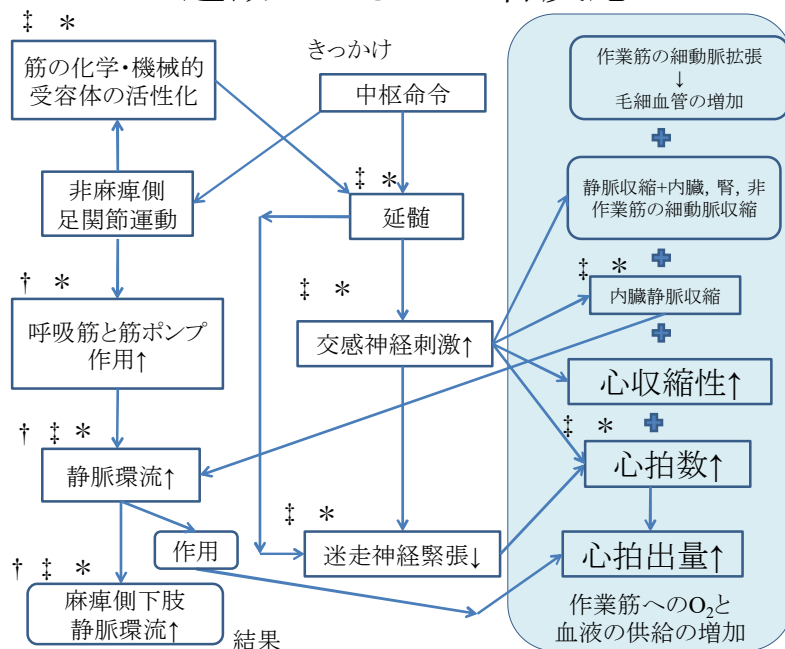 ‡ *
筋の化学・機械的
受容体の活性化
きっかけ
中枢命令
作業筋の細動脈拡張
↓
毛細血管の増加
非麻痺側
足関節運動
‡ *
延髄
静脈収縮+内臓, 腎, 非
作業筋の細動脈収縮
† *
呼吸筋と筋ポンプ
作用↑
‡ *
交感神経刺激↑
‡ *
内臓静脈収縮
心収縮性↑
† ‡ *
静脈環流↑
‡ *
心拍数↑
作用
‡ *
迷走神経緊張↓
心拍出量↑
† ‡ *
麻痺側下肢
静脈環流↑
結果
作業筋へのO₂と
血液の供給の増加